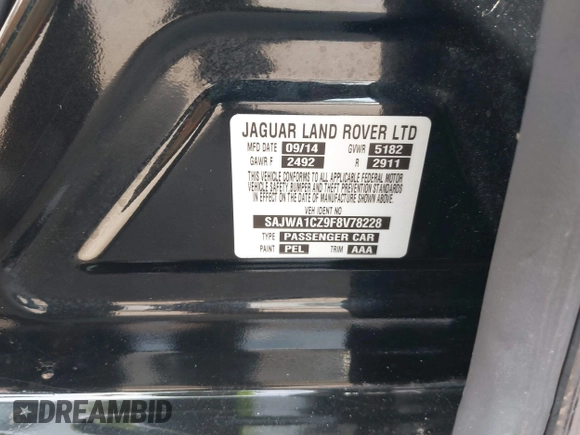 JAGUAR LAND ROVER LTD
MFD DATE 09/14 GVWR 5182
GAWR F 2492 R 2911
THIS VEHICLE CONFORMS TO ALL APPLICABLE FEDERAL MOTOR
VEHICLE SAFETY, BUMPER AND THEFT PREVENTION STANDARDS
IN EFFECT ON THE DATE OF MANUFACTURE SHOWN ABOVE.
VEH IDENT NO
SAJWA1CZ9F8V78228
TYPE PASSENGER CAR
PAINT PEL TRIM AAA
DREAMBID